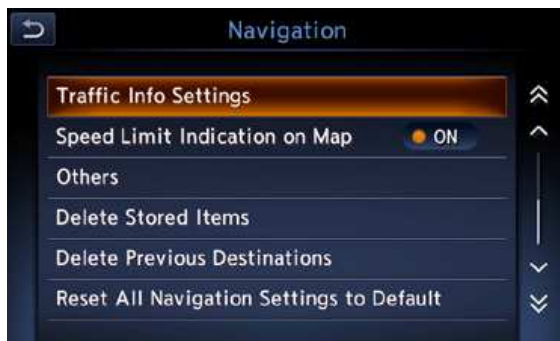 Navigation
Traffic Info Settings
Speed Limit Indication on Map ON
Others
Delete Stored Items
Delete Previous Destinations
Reset All Navigation Settings to Default